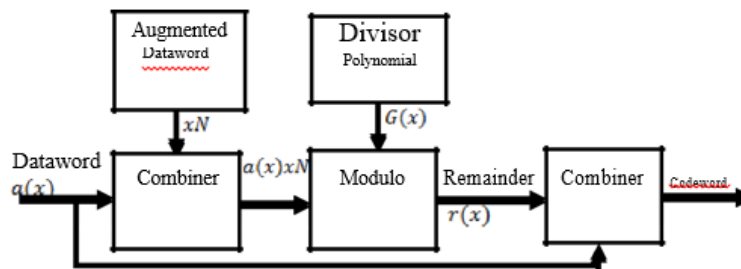 Augmented
Dataword
Divisor
Polynomial
xN
G(x)
Dataword
a(x)
Combiner
a(x)xN
Modulo
Remainder
r(x)
Combiner
Codeword